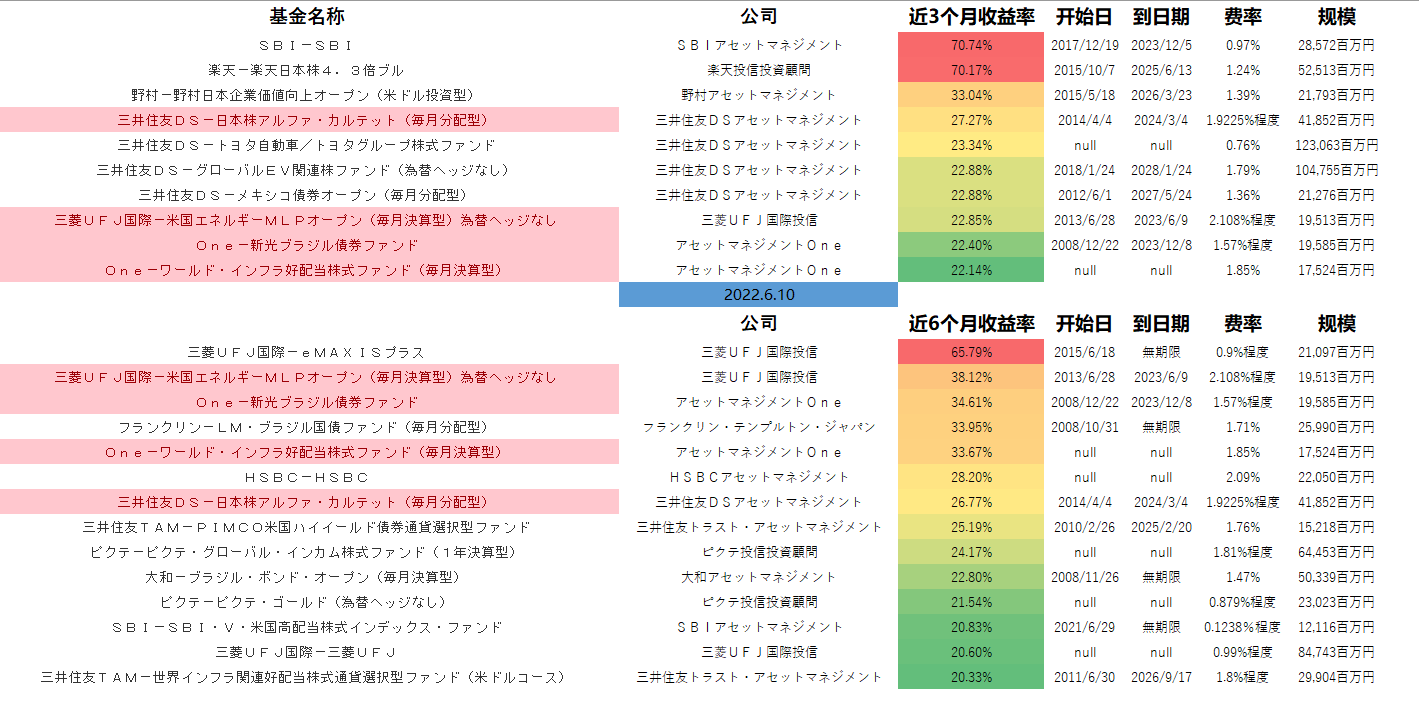 基金名称 公司 近3个月收益率 开始日 到日期 费率 规模
ＳＢＩ－ＳＢＩ ＳＢＩアセットマネジメント 70.74% 2017/12/19 2023/12/5 0.97% 28,572百万円
楽天－楽天日本株４．３倍ブル 楽天投信投資顧問 70.17% 2015/10/7 2025/6/13 1.24% 52,513百万円
野村－野村日本企業価値向上オープン（米ドル投資型） 野村アセットマネジメント 33.04% 2015/5/18 2026/3/23 1.39% 21,793百万円
三井住友ＤＳ－日本株アルファ・カルテット（毎月分配型） 三井住友ＤＳアセットマネジメント 27.27% 2014/4/4 2024/3/4 1.9225%程度 41,852百万円
三井住友ＤＳ－トヨタ自動車／トヨタグループ株式ファンド 三井住友ＤＳアセットマネジメント 23.34% null null 0.76% 123,063百万円
三井住友ＤＳ－グローバルＥＶ関連株ファンド（為替ヘッジなし） 三井住友ＤＳアセットマネジメント 22.88% 2018/1/24 2028/1/24 1.79% 104,755百万円
三井住友ＤＳ－メキシコ債券オープン（毎月分配型） 三井住友ＤＳアセットマネジメント 22.88% 2012/6/1 2027/5/24 1.36% 21,276百万円
三菱ＵＦＪ国際－米国エネルギーＭＬＰオープン（毎月決算型）為替ヘッジなし 三菱ＵＦＪ国際投信 22.85% 2013/6/28 2023/6/9 2.108%程度 19,513百万円
Ｏｎｅ－新光ブラジル債券ファンド アセットマネジメントＯｎｅ 22.40% 2008/12/22 2023/12/8 1.57%程度 19,585百万円
Ｏｎｅ－ワールド・インフラ好配当株式ファンド（毎月決算型） アセットマネジメントＯｎｅ 22.14% null null 1.85% 17,524百万円
2022.6.10
公司 近6个月收益率 开始日 到日期 费率 规模
三菱ＵＦＪ国際－ｅＭＡＸＩＳプラス 三菱ＵＦＪ国際投信 65.79% 2015/6/18 無期限 0.9%程度 21,097百万円
三菱ＵＦＪ国際－米国エネルギーＭＬＰオープン（毎月決算型）為替ヘッジなし 三菱ＵＦＪ国際投信 38.12% 2013/6/28 2023/6/9 2.108%程度 19,513百万円
Ｏｎｅ－新光ブラジル債券ファンド アセットマネジメントＯｎｅ 34.61% 2008/12/22 2023/12/8 1.57%程度 19,585百万円
フランクリン－ＬＭ・ブラジル国債ファンド（毎月分配型） フランクリン・テンプルトン・ジャパン 33.95% 2008/10/31 無期限 1.71% 25,990百万円
Ｏｎｅ－ワールド・インフラ好配当株式ファンド（毎月決算型） アセットマネジメントＯｎｅ 33.67% null null 1.85% 17,524百万円
ＨＳＢＣ－ＨＳＢＣ ＨＳＢＣアセットマネジメント 28.20% null null 2.09% 22,050百万円
三井住友ＤＳ－日本株アルファ・カルテット（毎月分配型） 三井住友ＤＳアセットマネジメント 26.77% 2014/4/4 2024/3/4 1.9225%程度 41,852百万円
三井住友ＴＡＭ－ＰＩＭＣＯ米国ハイイールド債券通貨選択型ファンド 三井住友トラスト・アセットマネジメント 25.19% 2010/2/26 2025/2/20 1.76% 15,218百万円
ピクテ－ピクテ・グローバル・インカム株式ファンド（１年決算型） ピクテ投信投資顧問 24.17% null null 1.81%程度 64,453百万円
大和－ブラジル・ボンド・オープン（毎月決算型） 大和アセットマネジメント 22.80% 2008/11/26 無期限 1.47% 50,339百万円
ピクテ－ピクテ・ゴールド（為替ヘッジなし） ピクテ投信投資顧問 21.54% null null 0.879%程度 23,023百万円
ＳＢＩ－ＳＢＩ・Ｖ・米国高配当株式インデックス・ファンド ＳＢＩアセットマネジメント 20.83% 2021/6/29 無期限 0.1238%程度 12,116百万円
三菱ＵＦＪ国際－三菱ＵＦＪ 三菱ＵＦＪ国際投信 20.60% null null 0.99%程度 84,743百万円
三井住友ＴＡＭ－世界インフラ関連好配当株式通貨選択型ファンド（米ドルコース） 三井住友トラスト・アセットマネジメント 20.33% 2011/6/30 2026/9/17 1.8%程度 29,904百万円